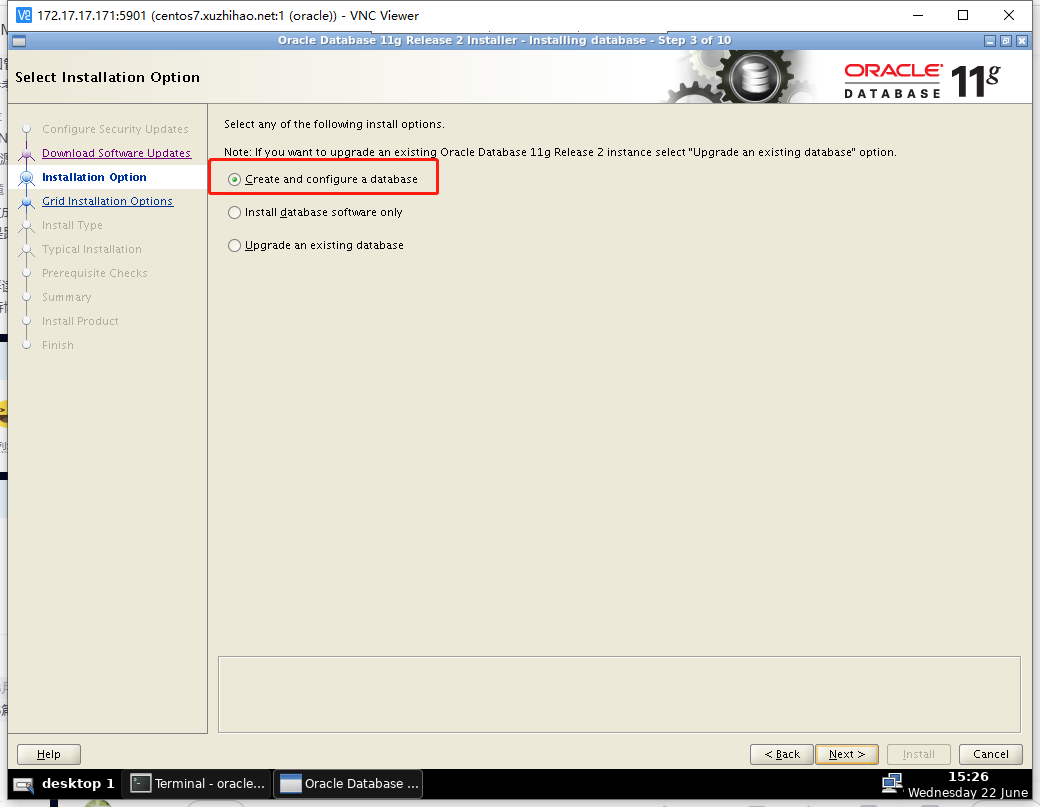 172.17.17.171:5901 (centos7.xuzhihao.net:1 (oracle)) - VNC Viewer
Oracle Database 11g Release 2 Installer - Installing database - Step 3 of 10
Select Installation Option
ORACLE
DATABASE 11g
Configure Security Updates
Download Software Updates
Installation Option
Grid Installation Options
Install Type
Typical Installation
Prerequisite Checks
Summary
Install Product
Finish
Select any of the following install options.
Note: If you want to upgrade an existing Oracle Database 11g Release 2 instance select "Upgrade an existing database" option.
Create and configure a database
Install database software only
Upgrade an existing database
Help
< Back
Next >
Install
Cancel
desktop 1
Terminal - oracle...
Oracle Database ...
15:26
Wednesday 22 June